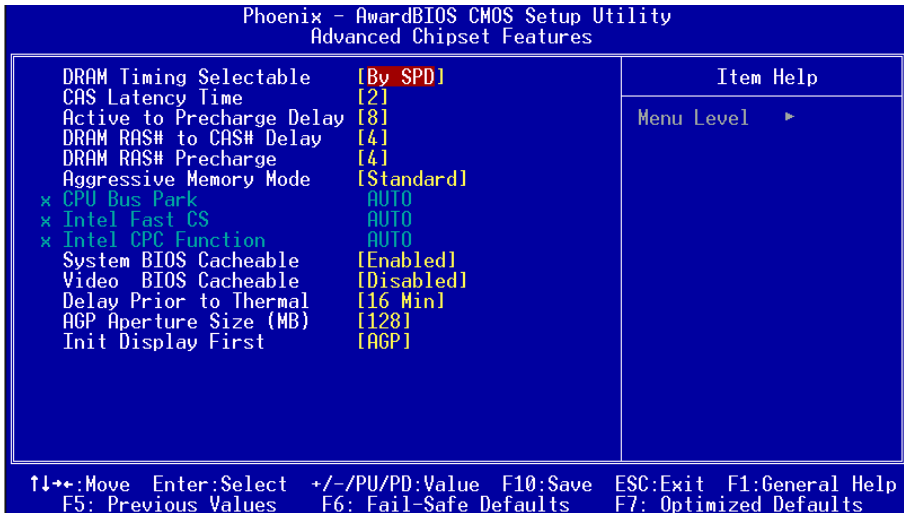 Phoenix - AwardBIOS CMOS Setup Utility
Advanced Chipset Features
DRAM Timing Selectable [By SPD]
CAS Latency Time [2]
Active to Precharge Delay [8]
DRAM RAS# to CAS# Delay [4]
DRAM RAS# Precharge [4]
Aggressive Memory Mode [Standard]
x CPU Bus Park AUTO
x Intel Fast CS AUTO
x Intel CPC Function AUTO
System BIOS Cacheable [Enabled]
Video BIOS Cacheable [Disabled]
Delay Prior to Thermal [16 Min]
AGP Aperture Size (MB) [128]
Init Display First [AGP]
Item Help
Menu Level ►
↑↓→←:Move Enter:Select +/-/PU/PD:Value F10:Save ESC:Exit F1:General Help
F5: Previous Values F6: Fail-Safe Defaults F7: Optimized Defaults